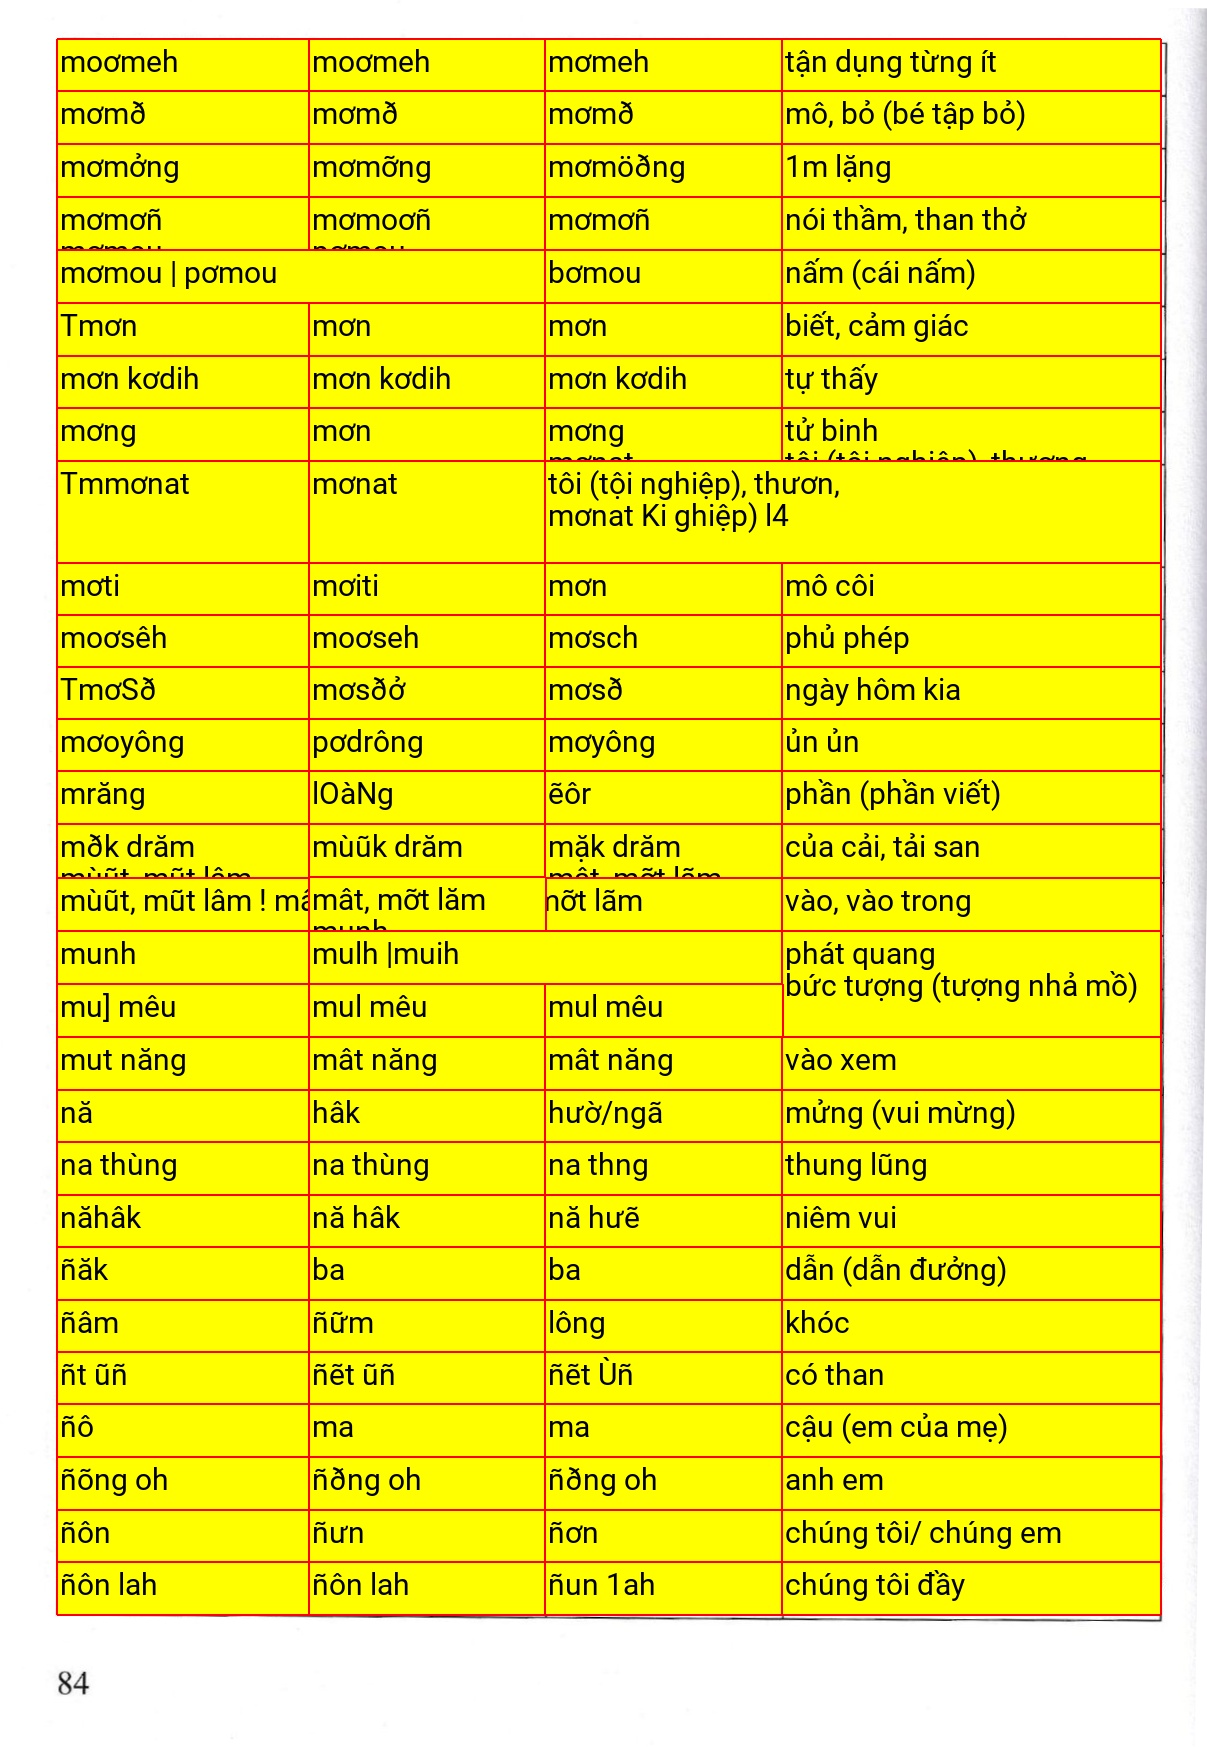 moơmeh moơmeh mơmeh tận dụng từng ít
mơmð mơmð mơmð mô, bỏ (bé tập bỏ)
mơmởng mơmỡng mơmöðng 1m lặng
mơmơñ mơmoơñ mơmơñ nói thầm, than thở
mơmou | pơmou bơmou nấm (cái nấm)
Tmơn mơn mơn biết, cảm giác
mơn kơdih mơn kơdih mơn kơdih tự thấy
mơng mơn mơng tử binh
Tmmơnat mơnat tôi (tội nghiệp), thươn,
mơnat Ki ghiệp) l4
mơti mơiti mơn mô côi
moơsêh moơseh mơsch phủ phép
TmơSð mơsðở mơsð ngày hôm kia
mơoyông pơdrông mơyông ủn ủn
mrăng lOàNg ẽôr phần (phần viết)
mðk drăm mùũk drăm mặk drăm của cải, tải san
mùũt, mũt lâm ! mâ mât, mỡt lăm mỡt lãm vào, vào trong
munh mulh |muih phát quang
bức tượng (tượng nhả mồ)
mu] mêu mul mêu mul mêu
mut năng mât năng mât năng vào xem
nă hâk hườ/ngã mửng (vui mừng)
na thùng na thùng na thng thung lũng
năhâk nă hâk nă hưẽ niêm vui
ñăk ba ba dẫn (dẫn đưởng)
ñâm ñữm lông khóc
ñt ũñ ñẽt ũñ ñẽt Ùñ có than
ñô ma ma cậu (em của mẹ)
ñõng oh ñðng oh ñðng oh anh em
ñôn ñưn ñơn chúng tôi/ chúng em
ñôn lah ñôn lah ñun 1ah chúng tôi đầy
84